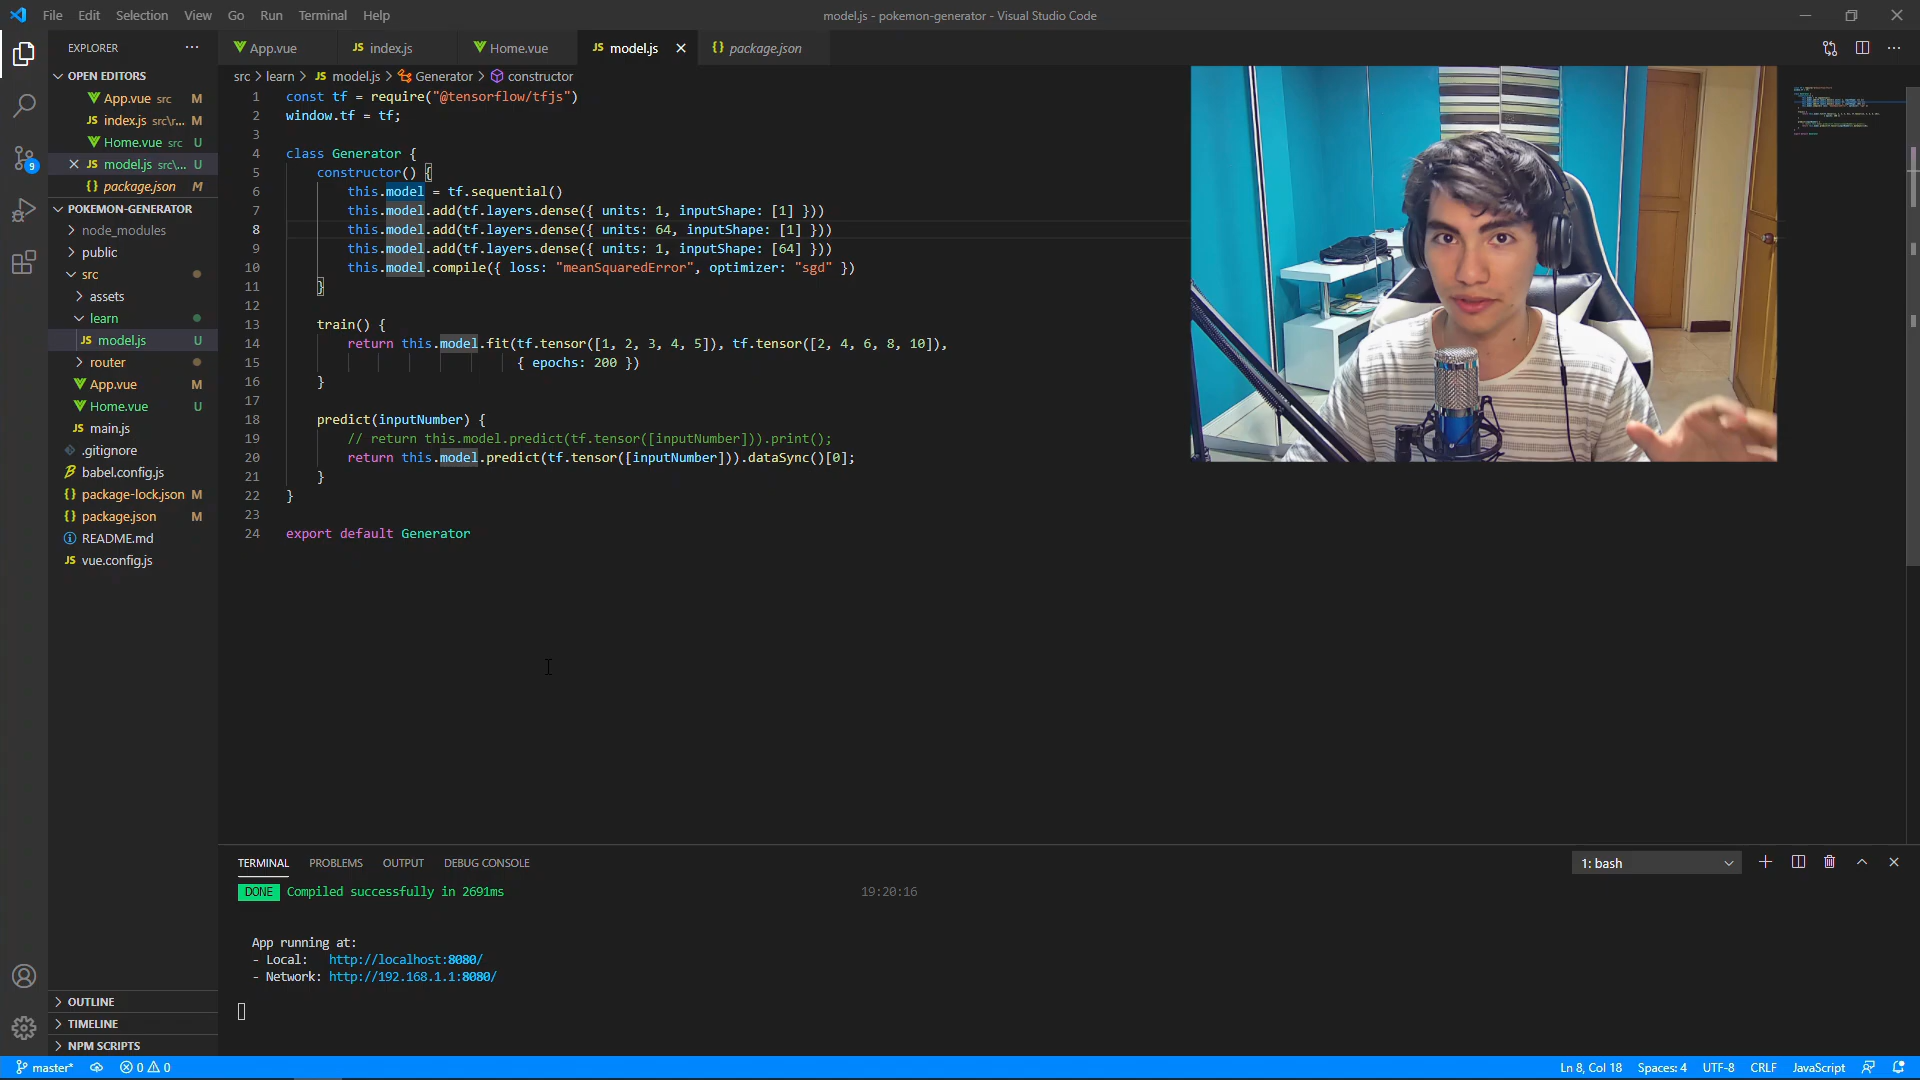 File Edit Selection View Go Run Terminal Help
model.js - pokemon-generator - Visual Studio Code
EXPLORER
OPEN EDITORS
App.vue src M
index.js src\r... M
Home.vue src U
model.js src\... U
package.json M
POKEMON-GENERATOR
node_modules
public
src
assets
learn
JS model.js U
router
App.vue M
Home.vue U
JS main.js
.gitignore
babel.config.js
{} package-lock.json M
{} package.json M
README.md
JS vue.config.js
OUTLINE
TIMELINE
NPM SCRIPTS
9
App.vue JS index.js Home.vue JS model.js {} package.json
src > learn > JS model.js > Generator > constructor
1 const tf = require("@tensorflow/tfjs")
2 window.tf = tf;
3
4 class Generator {
5 constructor() {
6 this.model = tf.sequential()
7 this.model.add(tf.layers.dense({ units: 1, inputShape: [1] }))
8 this.model.add(tf.layers.dense({ units: 64, inputShape: [1] }))
9 this.model.add(tf.layers.dense({ units: 1, inputShape: [64] }))
10 this.model.compile({ loss: "meanSquaredError", optimizer: "sgd" })
11 }
12
13 train() {
14 return this.model.fit(tf.tensor([1, 2, 3, 4, 5]), tf.tensor([2, 4, 6, 8, 10]),
15 { epochs: 200 })
16 }
17
18 predict(inputNumber) {
19 // return this.model.predict(tf.tensor([inputNumber])).print();
20 return this.model.predict(tf.tensor([inputNumber])).dataSync()[0];
21 }
22 }
23
24 export default Generator
TERMINAL PROBLEMS OUTPUT DEBUG CONSOLE
1: bash
DONE Compiled successfully in 2691ms 19:20:16
App running at:
- Local: http://localhost:8080/
- Network: http://192.168.1.1:8080/
master* 0 0
Ln 8, Col 18 Spaces: 4 UTF-8 CRLF JavaScript